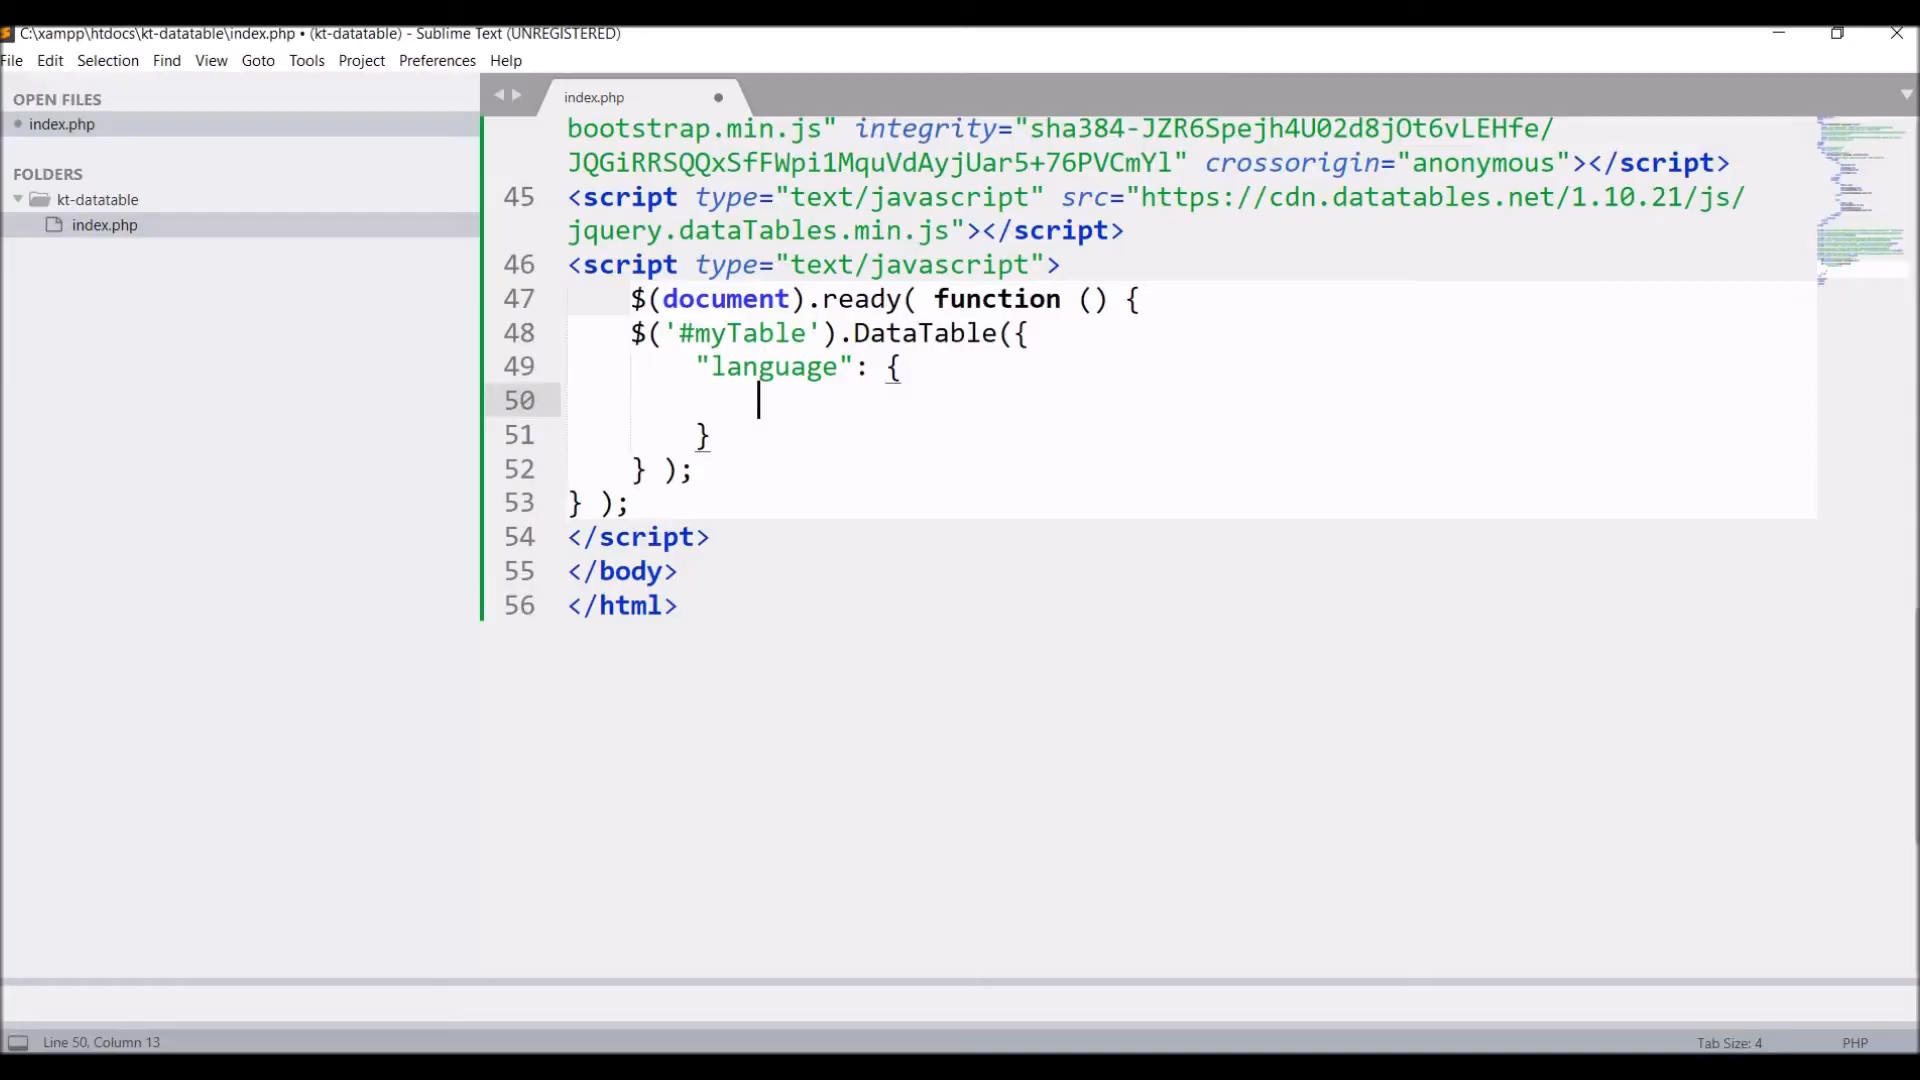 C:\xampp\htdocs\kt-datatable\index.php • (kt-datatable) - Sublime Text (UNREGISTERED)
File Edit Selection Find View Goto Tools Project Preferences Help
OPEN FILES
index.php
FOLDERS
kt-datatable
index.php
index.php
bootstrap.min.js" integrity="sha384-JZR6Spejh4U02d8jOt6vLEHfe/
JQGiRRSQQxSfFWpi1MquVdAyjUar5+76PVCmYl" crossorigin="anonymous"></script>
45 <script type="text/javascript" src="https://cdn.datatables.net/1.10.21/js/
jquery.dataTables.min.js"></script>
46 <script type="text/javascript">
47 $(document).ready( function () {
48 $('#myTable').DataTable({
49 "language": {
50
51 }
52 } );
53 } );
54 </script>
55 </body>
56 </html>
Line 50, Column 13
Tab Size: 4
PHP